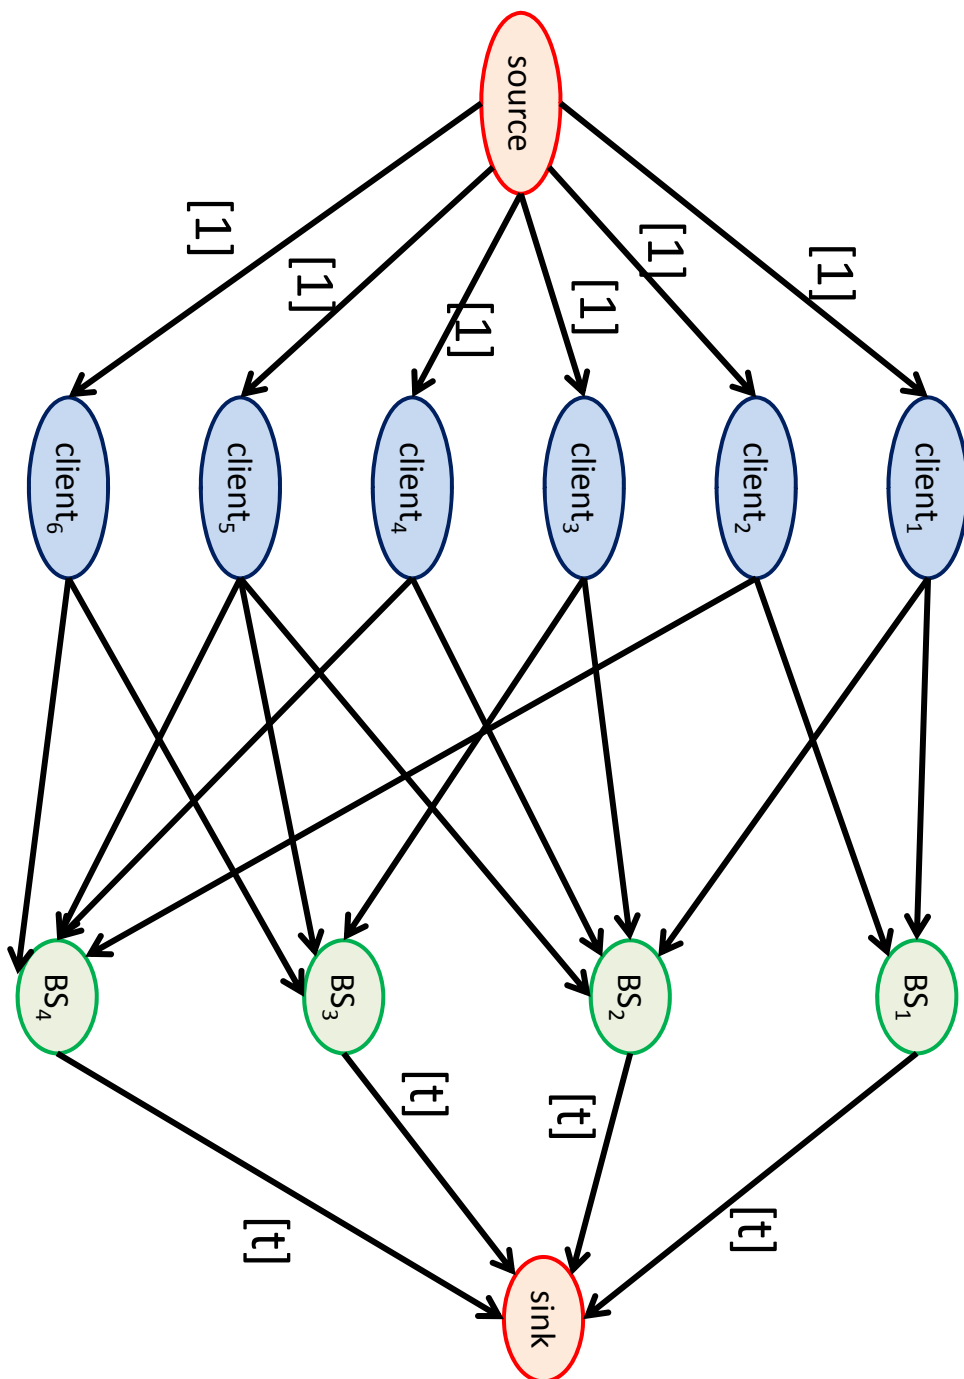 source
[1]
[1]
[1]
[1]
[1]
[1]
client₁
client₂
client₃
client₄
client₅
client₆
BS₁
BS₂
BS₃
BS₄
[t]
[t]
[t]
[t]
sink